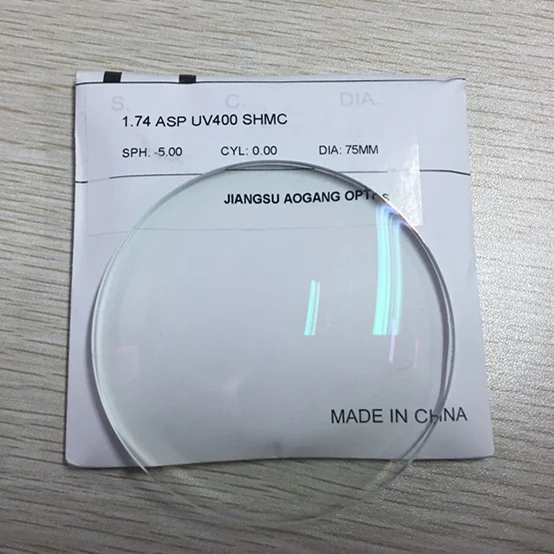 S. C. DIA.
1.74 ASP UV400 SHMC
SPH: -5.00 CYL: 0.00 DIA: 75MM
JIANGSU AOGANG OPTICS
MADE IN CHINA